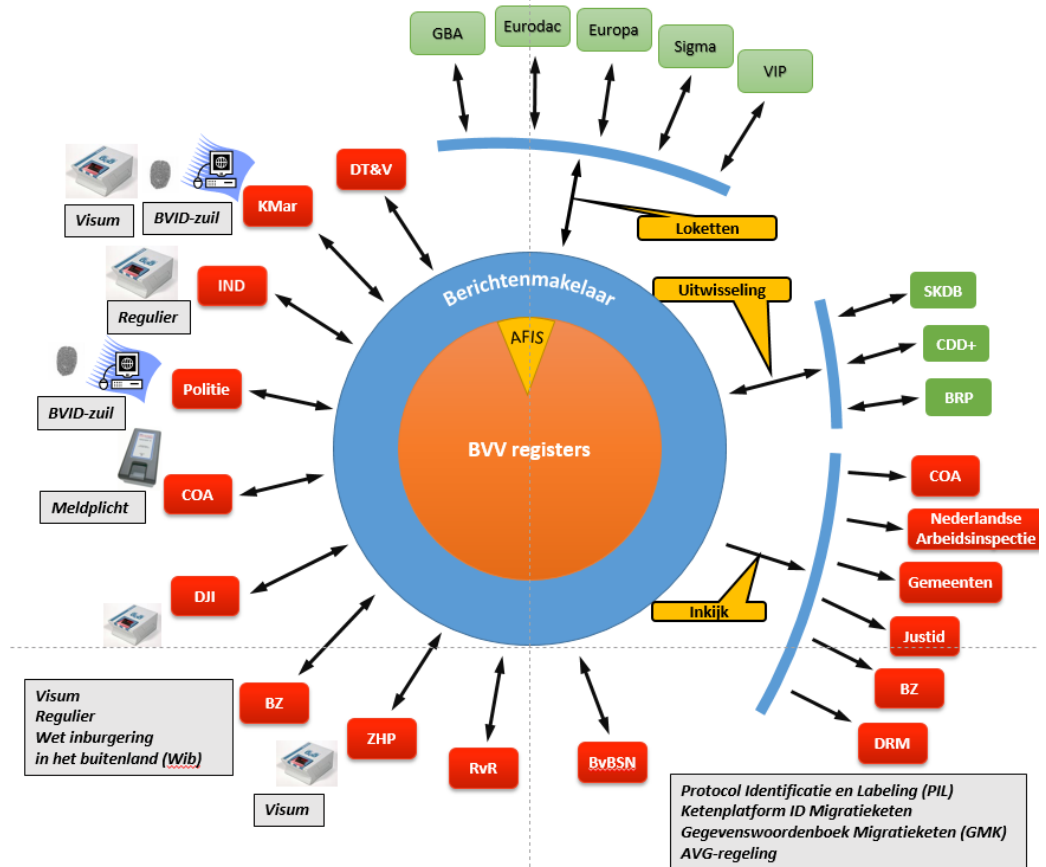 GBA
Eurodac
Europa
Sigma
VIP
DT&V
KMar
Visum
BVID-zuil
Loketten
IND
Regulier
Berichtenmakelaar
Uitwisseling
SKDB
AFIS
CDD+
BRP
Politie
BVID-zuil
BVV registers
COA
Meldplicht
COA
Nederlandse
Arbeidsinspectie
Gemeenten
DJI
Inkijk
Justid
BZ
BZ
Visum
Regulier
Wet inburgering
in het buitenland (Wib)
ZHP
DRM
RvR
BvBSN
Visum
Protocol Identificatie en Labeling (PIL)
Ketenplatform ID Migratieketen
Gegevenswoordenboek Migratieketen (GMK)
AVG-regeling